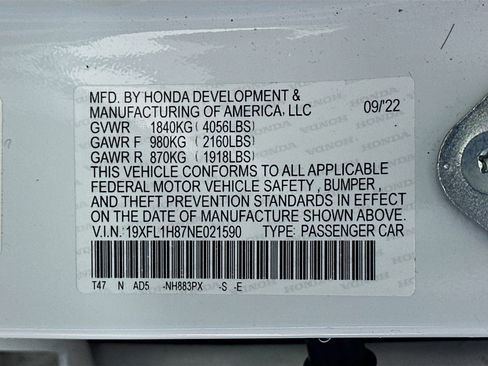 MFD. BY HONDA DEVELOPMENT &
MANUFACTURING OF AMERICA, LLC 09/'22
GVWR 1840KG ( 4056LBS)
GAWR F 980KG ( 2160LBS)
GAWR R 870KG ( 1918LBS)
THIS VEHICLE CONFORMS TO ALL APPLICABLE
FEDERAL MOTOR VEHICLE SAFETY , BUMPER,
AND THEFT PREVENTION STANDARDS IN EFFECT
ON THE DATE OF MANUFACTURE SHOWN ABOVE.
V.I.N.: 19XFL1H87NE021590 TYPE: PASSENGER CAR
T47 N AD5 -NH883PX -S -E